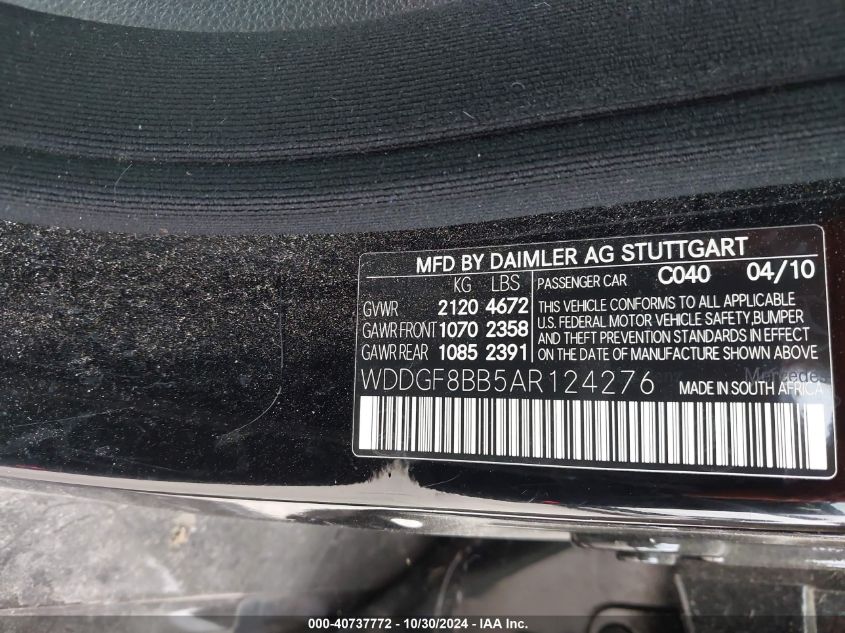 MFD BY DAIMLER AG STUTTGART
KG LBS
GVWR 2120 4672
GAWR FRONT 1070 2358
GAWR REAR 1085 2391
PASSENGER CAR C040 04/10
THIS VEHICLE CONFORMS TO ALL APPLICABLE
U.S. FEDERAL MOTOR VEHICLE SAFETY,BUMPER
AND THEFT PREVENTION STANDARDS IN EFFECT
ON THE DATE OF MANUFACTURE SHOWN ABOVE
WDDGF8BB5AR124276 MADE IN SOUTH AFRICA
Mercedes
000-40737772 - 10/30/2024 - IAA Inc.